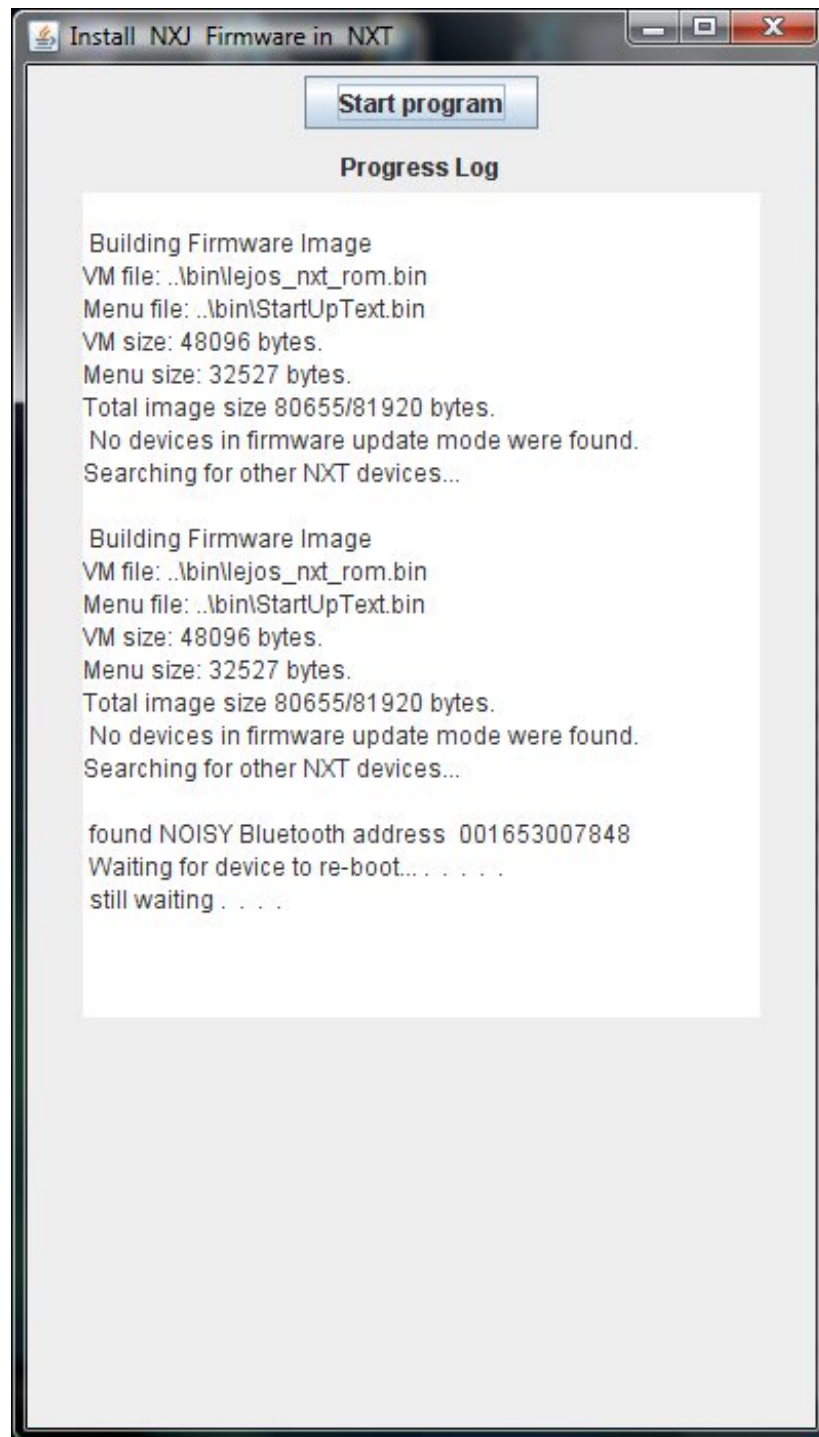 Install NXJ Firmware in NXT
Start program
Progress Log
Building Firmware Image
VM file: ..\bin\lejos_nxt_rom.bin
Menu file: ..\bin\StartUpText.bin
VM size: 48096 bytes.
Menu size: 32527 bytes.
Total image size 80655/81920 bytes.
No devices in firmware update mode were found.
Searching for other NXT devices...
Building Firmware Image
VM file: ..\bin\lejos_nxt_rom.bin
Menu file: ..\bin\StartUpText.bin
VM size: 48096 bytes.
Menu size: 32527 bytes.
Total image size 80655/81920 bytes.
No devices in firmware update mode were found.
Searching for other NXT devices...
found NOISY Bluetooth address 001653007848
Waiting for device to re-boot... . . . . .
still waiting . . . .